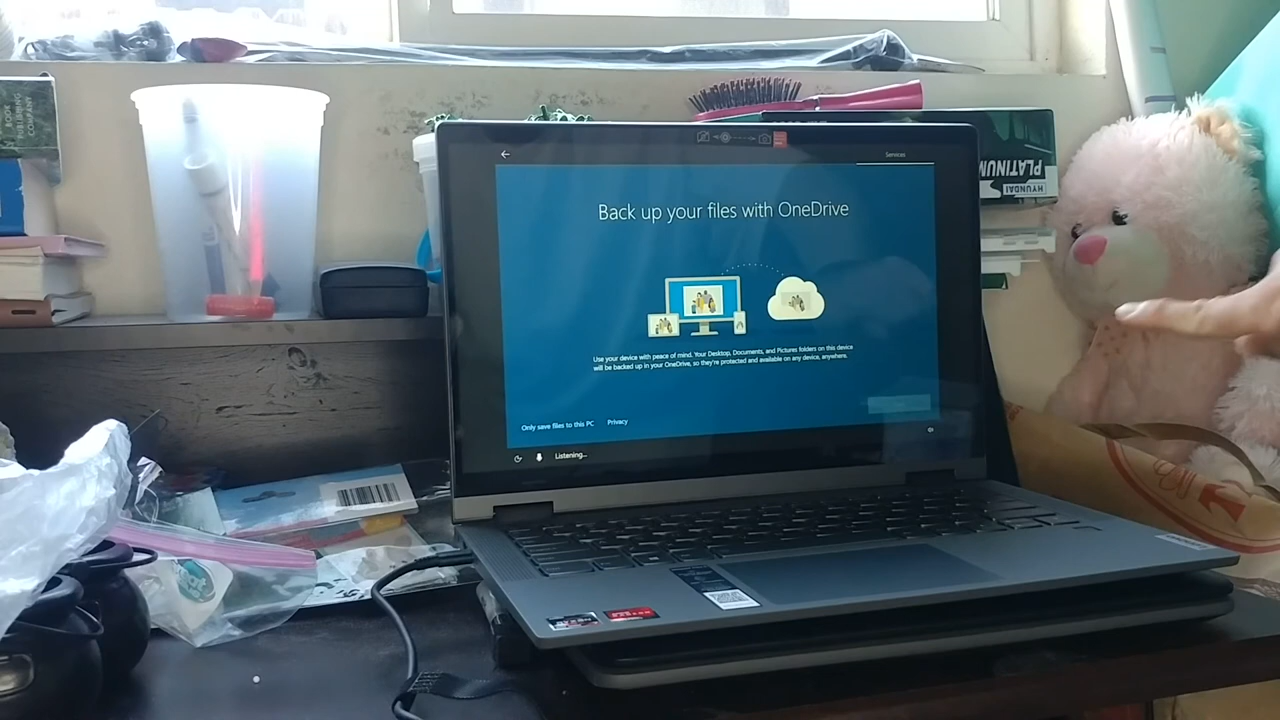 BOOK
PUBLISHING
COMPANY
Services
Back up your files with OneDrive
Use your device with peace of mind. Your Desktop, Documents, and Pictures folders on this device
will be backed up in your OneDrive, so they're protected and available on any device, anywhere.
Only save files to this PC
Privacy
Listening...
PLATINUM
HYUNDAI
RYZEN
RADEON